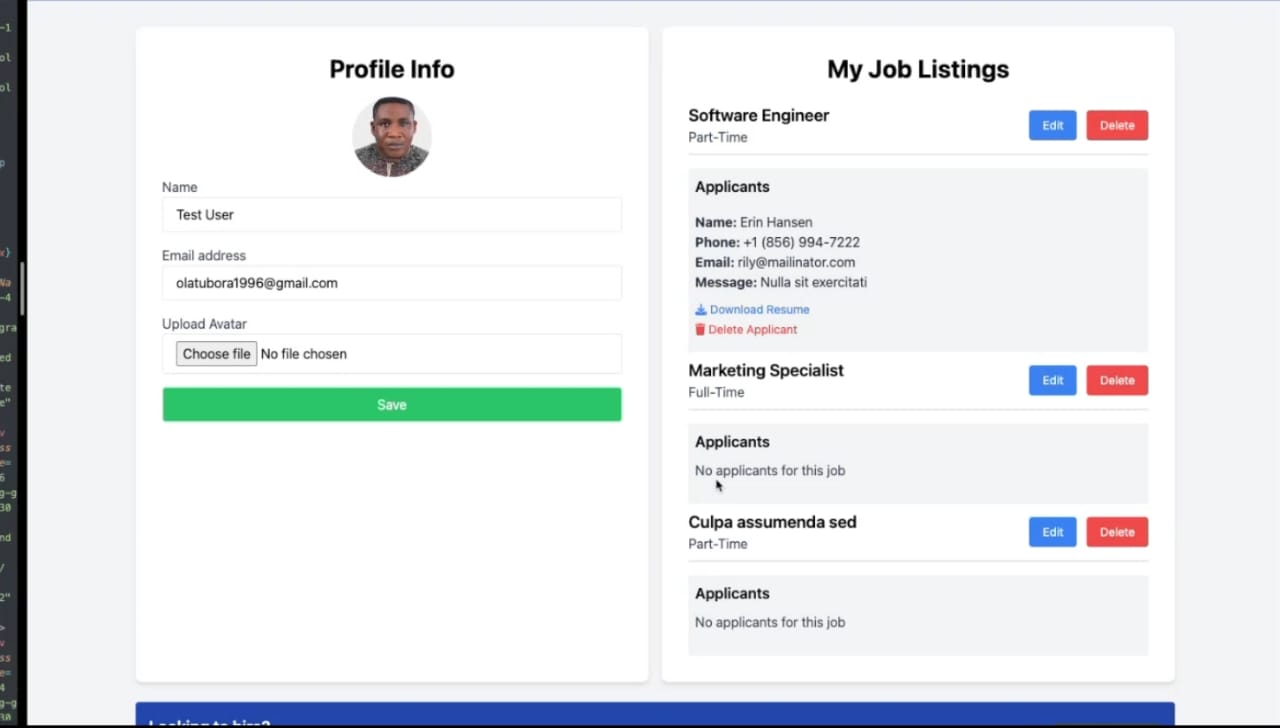 Profile Info
Name
Test User
Email address
olatubora1996@gmail.com
Upload Avatar
Choose file No file chosen
Save
My Job Listings
Software Engineer
Part-Time
Edit Delete
Applicants
Name: Erin Hansen
Phone: +1 (856) 994-7222
Email: rily@mailinator.com
Message: Nulla sit exercitati
Download Resume
Delete Applicant
Marketing Specialist
Full-Time
Edit Delete
Applicants
No applicants for this job
Culpa assumenda sed
Part-Time
Edit Delete
Applicants
No applicants for this job
Looking to hire?